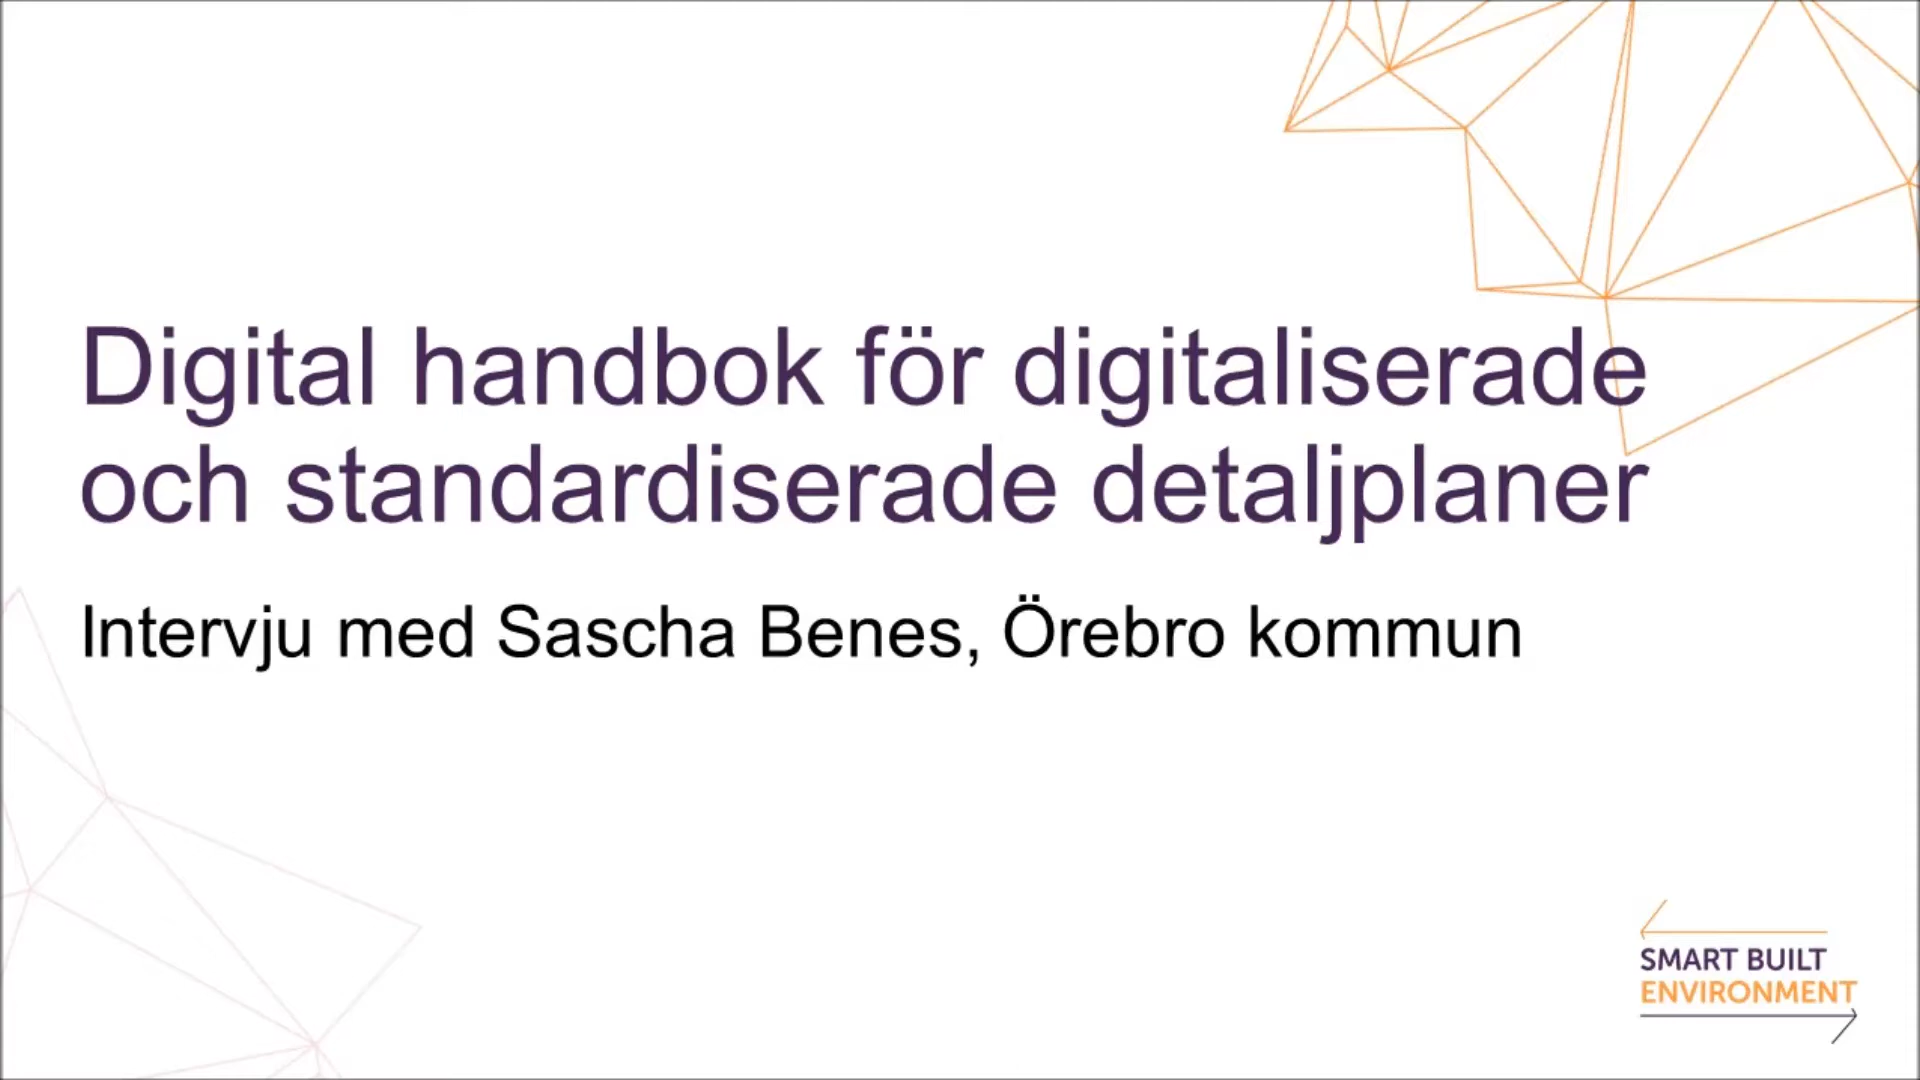 Digital handbok för digitaliserade
och standardiserade detaljplaner
Intervju med Sascha Benes, Örebro kommun
SMART BUILT
ENVIRONMENT